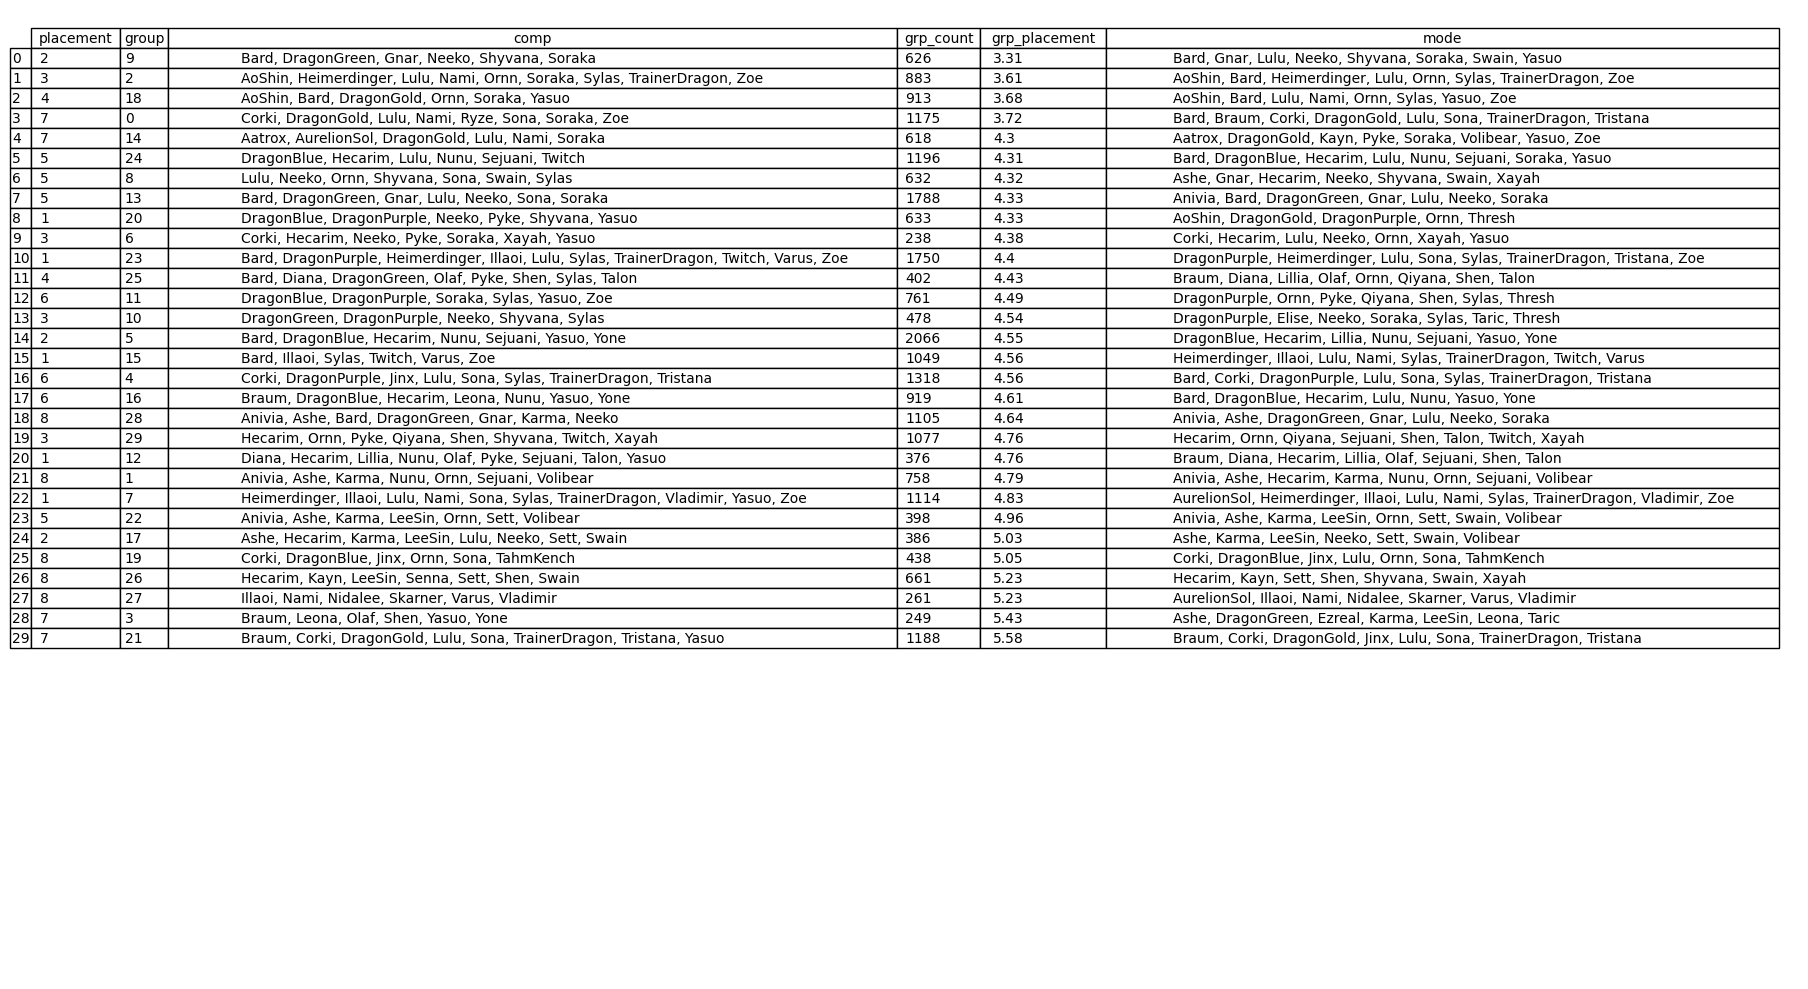 placement group comp grp_count grp_placement mode
0 2 9 Bard, DragonGreen, Gnar, Neeko, Shyvana, Soraka 626 3.31 Bard, Gnar, Lulu, Neeko, Shyvana, Soraka, Swain, Yasuo
1 3 2 AoShin, Heimerdinger, Lulu, Nami, Ornn, Soraka, Sylas, TrainerDragon, Zoe 883 3.61 AoShin, Bard, Heimerdinger, Lulu, Ornn, Sylas, TrainerDragon, Zoe
2 4 18 AoShin, Bard, DragonGold, Ornn, Soraka, Yasuo 913 3.68 AoShin, Bard, Lulu, Nami, Ornn, Sylas, Yasuo, Zoe
3 7 0 Corki, DragonGold, Lulu, Nami, Ryze, Sona, Soraka, Zoe 1175 3.72 Bard, Braum, Corki, DragonGold, Lulu, Sona, TrainerDragon, Tristana
4 7 14 Aatrox, AurelionSol, DragonGold, Lulu, Nami, Soraka 618 4.3 Aatrox, DragonGold, Kayn, Pyke, Soraka, Volibear, Yasuo, Zoe
5 5 24 DragonBlue, Hecarim, Lulu, Nunu, Sejuani, Twitch 1196 4.31 Bard, DragonBlue, Hecarim, Lulu, Nunu, Sejuani, Soraka, Yasuo
6 5 8 Lulu, Neeko, Ornn, Shyvana, Sona, Swain, Sylas 632 4.32 Ashe, Gnar, Hecarim, Neeko, Shyvana, Swain, Xayah
7 5 13 Bard, DragonGreen, Gnar, Lulu, Neeko, Sona, Soraka 1788 4.33 Anivia, Bard, DragonGreen, Gnar, Lulu, Neeko, Soraka
8 1 20 DragonBlue, DragonPurple, Neeko, Pyke, Shyvana, Yasuo 633 4.33 AoShin, DragonGold, DragonPurple, Ornn, Thresh
9 3 6 Corki, Hecarim, Neeko, Pyke, Soraka, Xayah, Yasuo 238 4.38 Corki, Hecarim, Lulu, Neeko, Ornn, Xayah, Yasuo
10 1 23 Bard, DragonPurple, Heimerdinger, Illaoi, Lulu, Sylas, TrainerDragon, Twitch, Varus, Zoe 1750 4.4 DragonPurple, Heimerdinger, Lulu, Sona, Sylas, TrainerDragon, Tristana, Zoe
11 4 25 Bard, Diana, DragonGreen, Olaf, Pyke, Shen, Sylas, Talon 402 4.43 Braum, Diana, Lillia, Olaf, Ornn, Qiyana, Shen, Talon
12 6 11 DragonBlue, DragonPurple, Soraka, Sylas, Yasuo, Zoe 761 4.49 DragonPurple, Ornn, Pyke, Qiyana, Shen, Sylas, Thresh
13 3 10 DragonGreen, DragonPurple, Neeko, Shyvana, Sylas 478 4.54 DragonPurple, Elise, Neeko, Soraka, Sylas, Taric, Thresh
14 2 5 Bard, DragonBlue, Hecarim, Nunu, Sejuani, Yasuo, Yone 2066 4.55 DragonBlue, Hecarim, Lillia, Nunu, Sejuani, Yasuo, Yone
15 1 15 Bard, Illaoi, Sylas, Twitch, Varus, Zoe 1049 4.56 Heimerdinger, Illaoi, Lulu, Nami, Sylas, TrainerDragon, Twitch, Varus
16 6 4 Corki, DragonPurple, Jinx, Lulu, Sona, Sylas, TrainerDragon, Tristana 1318 4.56 Bard, Corki, DragonPurple, Lulu, Sona, Sylas, TrainerDragon, Tristana
17 6 16 Braum, DragonBlue, Hecarim, Leona, Nunu, Yasuo, Yone 919 4.61 Bard, DragonBlue, Hecarim, Lulu, Nunu, Yasuo, Yone
18 8 28 Anivia, Ashe, Bard, DragonGreen, Gnar, Karma, Neeko 1105 4.64 Anivia, Ashe, DragonGreen, Gnar, Lulu, Neeko, Soraka
19 3 29 Hecarim, Ornn, Pyke, Qiyana, Shen, Shyvana, Twitch, Xayah 1077 4.76 Hecarim, Ornn, Qiyana, Sejuani, Shen, Talon, Twitch, Xayah
20 1 12 Diana, Hecarim, Lillia, Nunu, Olaf, Pyke, Sejuani, Talon, Yasuo 376 4.76 Braum, Diana, Hecarim, Lillia, Olaf, Sejuani, Shen, Talon
21 8 1 Anivia, Ashe, Karma, Nunu, Ornn, Sejuani, Volibear 758 4.79 Anivia, Ashe, Hecarim, Karma, Nunu, Ornn, Sejuani, Volibear
22 1 7 Heimerdinger, Illaoi, Lulu, Nami, Sona, Sylas, TrainerDragon, Vladimir, Yasuo, Zoe 1114 4.83 AurelionSol, Heimerdinger, Illaoi, Lulu, Nami, Sylas, TrainerDragon, Vladimir, Zoe
23 5 22 Anivia, Ashe, Karma, LeeSin, Ornn, Sett, Volibear 398 4.96 Anivia, Ashe, Karma, LeeSin, Ornn, Sett, Swain, Volibear
24 2 17 Ashe, Hecarim, Karma, LeeSin, Lulu, Neeko, Sett, Swain 386 5.03 Ashe, Karma, LeeSin, Neeko, Sett, Swain, Volibear
25 8 19 Corki, DragonBlue, Jinx, Ornn, Sona, TahmKench 438 5.05 Corki, DragonBlue, Jinx, Lulu, Ornn, Sona, TahmKench
26 8 26 Hecarim, Kayn, LeeSin, Senna, Sett, Shen, Swain 661 5.23 Hecarim, Kayn, Sett, Shen, Shyvana, Swain, Xayah
27 8 27 Illaoi, Nami, Nidalee, Skarner, Varus, Vladimir 261 5.23 AurelionSol, Illaoi, Nami, Nidalee, Skarner, Varus, Vladimir
28 7 3 Braum, Leona, Olaf, Shen, Yasuo, Yone 249 5.43 Ashe, DragonGreen, Ezreal, Karma, LeeSin, Leona, Taric
29 7 21 Braum, Corki, DragonGold, Lulu, Sona, TrainerDragon, Tristana, Yasuo 1188 5.58 Braum, Corki, DragonGold, Jinx, Lulu, Sona, TrainerDragon, Tristana